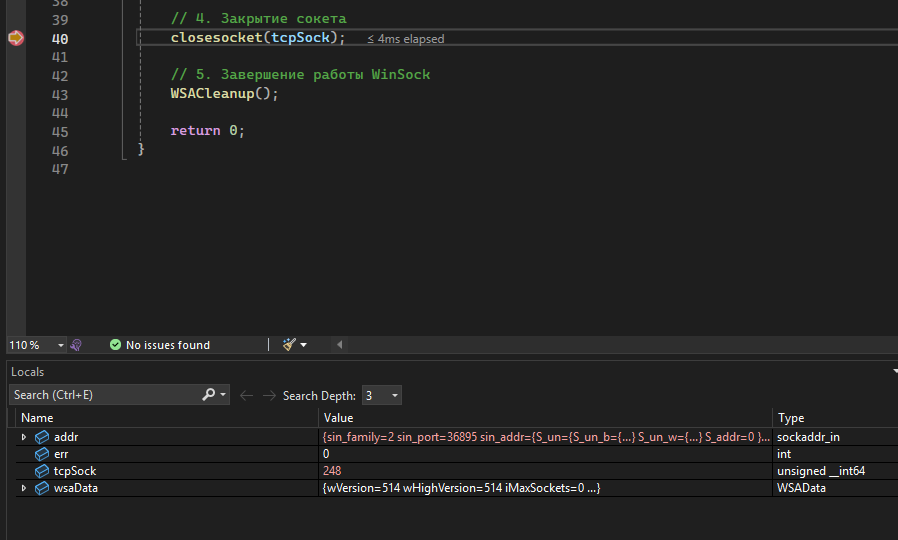 38
39 // 4. Закрытие сокета
40 closesocket(tcpSock); ≤ 4ms elapsed
41
42 // 5. Завершение работы WinSock
43 WSACleanup();
44
45 return 0;
46 }
47
110 % No issues found
Locals
Search (Ctrl+E) Search Depth: 3
Name Value Type
addr {sin_family=2 sin_port=36895 sin_addr={S_un={S_un_b={...} S_un_w={...} S_addr=0 }... sockaddr_in
err 0 int
tcpSock 248 unsigned __int64
wsaData {wVersion=514 wHighVersion=514 iMaxSockets=0 ...} WSAData